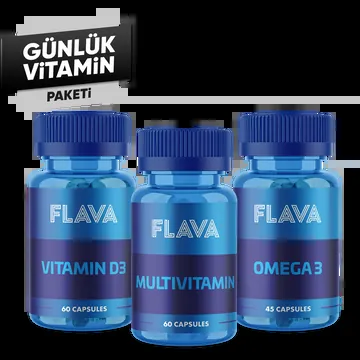 GÜNLÜK
VİTAMİN
PAKETİ
FLAVA
VITAMIN D3
60 CAPSULES
FLAVA
MULTIVITAMIN
60 CAPSULES
FLAVA
OMEGA 3
45 CAPSULES